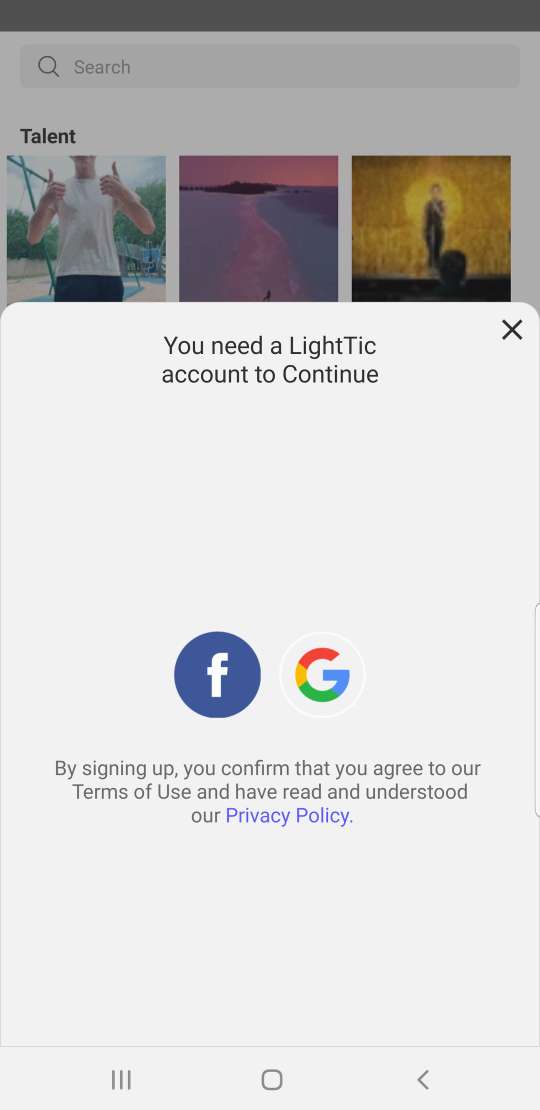 Search
Talent
You need a LightTic
account to Continue
By signing up, you confirm that you agree to our
Terms of Use and have read and understood
our Privacy Policy.